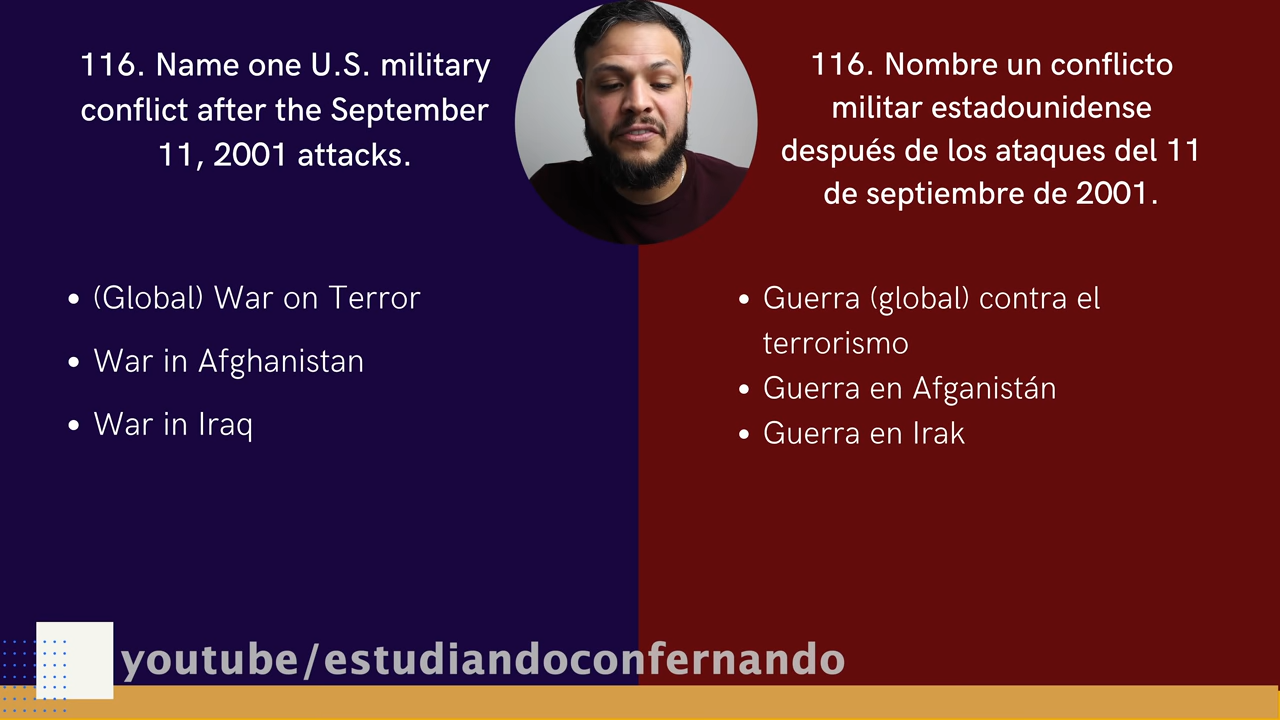 116. Name one U.S. military
conflict after the September
11, 2001 attacks.
• (Global) War on Terror
• War in Afghanistan
• War in Iraq
116. Nombre un conflicto
militar estadounidense
después de los ataques del 11
de septiembre de 2001.
• Guerra (global) contra el
terrorismo
• Guerra en Afganistán
• Guerra en Irak
youtube/estudiandoconfernando